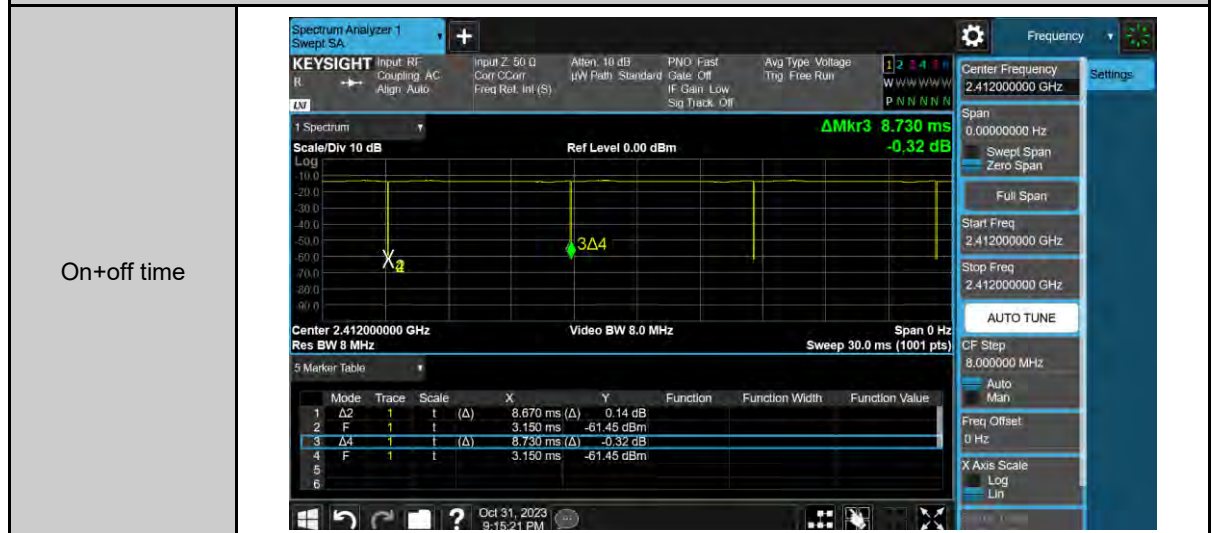 On+off time
Spectrum Analyzer 1
Swept SA
+
Frequency
KEYSIGHT
R
LXI
Input: RF
Coupling: AC
Align: Auto
Input Z: 50 Ω
Corr CCorr
Freq Ref: Int (S)
Atten: 10 dB
µW Path: Standard
PNO: Fast
Gate: Off
IF Gain: Low
Sig Track: Off
Avg Type: Voltage
Trig: Free Run
1 2 3 4 5 6
W W W W W W
P N N N N N
1 Spectrum
ΔMkr3 8.730 ms
Scale/Div 10 dB
Ref Level 0.00 dBm
-0.32 dB
Log
-10.0
-20.0
-30.0
-40.0
-50.0
-60.0
-70.0
-80.0
-90.0
3Δ4
Center 2.412000000 GHz
Video BW 8.0 MHz
Span 0 Hz
Res BW 8 MHz
Sweep 30.0 ms (1001 pts)
5 Marker Table
Mode Trace Scale X Y Function Function Width Function Value
1 Δ2 1 t (Δ) 8.670 ms (Δ) 0.14 dB
2 F 1 t 3.150 ms -61.45 dBm
3 Δ4 1 t (Δ) 8.730 ms (Δ) -0.32 dB
4 F 1 t 3.150 ms -61.45 dBm
5
6
?
Oct 31, 2023
9:15:21 PM
Center Frequency
2.412000000 GHz
Settings
Span
0.00000000 Hz
Swept Span
Zero Span
Full Span
Start Freq
2.412000000 GHz
Stop Freq
2.412000000 GHz
AUTO TUNE
CF Step
8.000000 MHz
Auto
Man
Freq Offset
0 Hz
X Axis Scale
Log
Lin